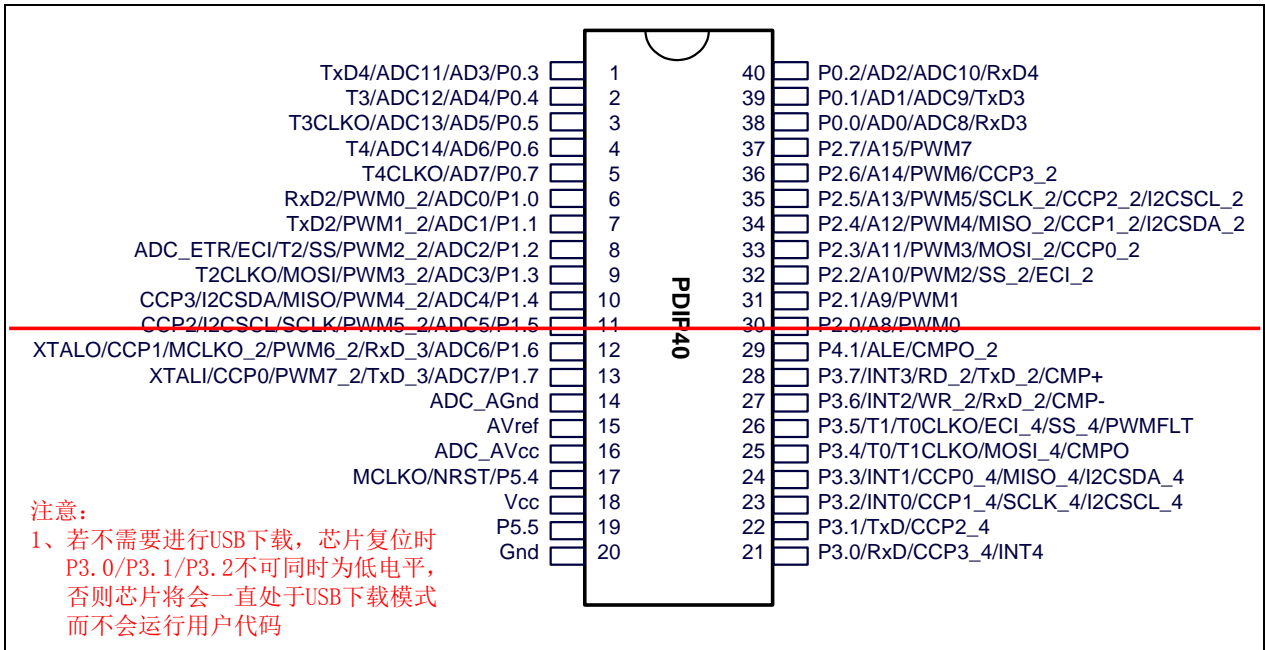 TxD4/ADC11/AD3/P0.3 1 40 P0.2/AD2/ADC10/RxD4
T3/ADC12/AD4/P0.4 2 39 P0.1/AD1/ADC9/TxD3
T3CLKO/ADC13/AD5/P0.5 3 38 P0.0/AD0/ADC8/RxD3
T4/ADC14/AD6/P0.6 4 37 P2.7/A15/PWM7
T4CLKO/AD7/P0.7 5 36 P2.6/A14/PWM6/CCP3_2
RxD2/PWM0_2/ADC0/P1.0 6 35 P2.5/A13/PWM5/SCLK_2/CCP2_2/I2CSCL_2
TxD2/PWM1_2/ADC1/P1.1 7 34 P2.4/A12/PWM4/MISO_2/CCP1_2/I2CSDA_2
ADC_ETR/ECI/T2/SS/PWM2_2/ADC2/P1.2 8 33 P2.3/A11/PWM3/MOSI_2/CCP0_2
T2CLKO/MOSI/PWM3_2/ADC3/P1.3 9 32 P2.2/A10/PWM2/SS_2/ECI_2
CCP3/I2CSDA/MISO/PWM4_2/ADC4/P1.4 10 31 P2.1/A9/PWM1
CCP2/I2CSCL/SCLK/PWM5_2/ADC5/P1.5 11 30 P2.0/A8/PWM0
XTALO/CCP1/MCLKO_2/PWM6_2/RxD_3/ADC6/P1.6 12 29 P4.1/ALE/CMPO_2
XTALI/CCP0/PWM7_2/TxD_3/ADC7/P1.7 13 28 P3.7/INT3/RD_2/TxD_2/CMP+
ADC_AGnd 14 27 P3.6/INT2/WR_2/RxD_2/CMP-
AVref 15 26 P3.5/T1/T0CLKO/ECI_4/SS_4/PWMFLT
ADC_AVcc 16 25 P3.4/T0/T1CLKO/MOSI_4/CMPO
MCLKO/NRST/P5.4 17 24 P3.3/INT1/CCP0_4/MISO_4/I2CSDA_4
Vcc 18 23 P3.2/INT0/CCP1_4/SCLK_4/I2CSCL_4
P5.5 19 22 P3.1/TxD/CCP2_4
Gnd 20 21 P3.0/RxD/CCP3_4/INT4
PDIP40
注意：
1、若不需要进行USB下载，芯片复位时
P3.0/P3.1/P3.2不可同时为低电平，
否则芯片将会一直处于USB下载模式
而不会运行用户代码